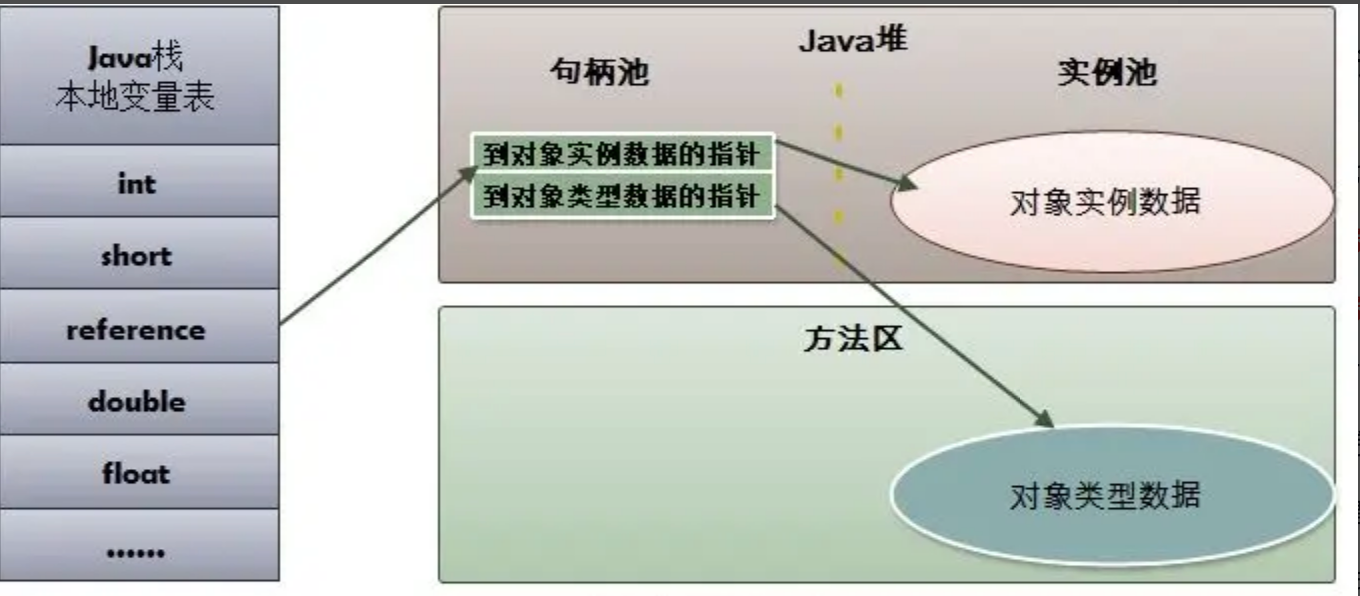 Java栈
本地变量表
int
short
reference
double
float
......
Java堆
句柄池
实例池
到对象实例数据的指针
到对象类型数据的指针
对象实例数据
方法区
对象类型数据